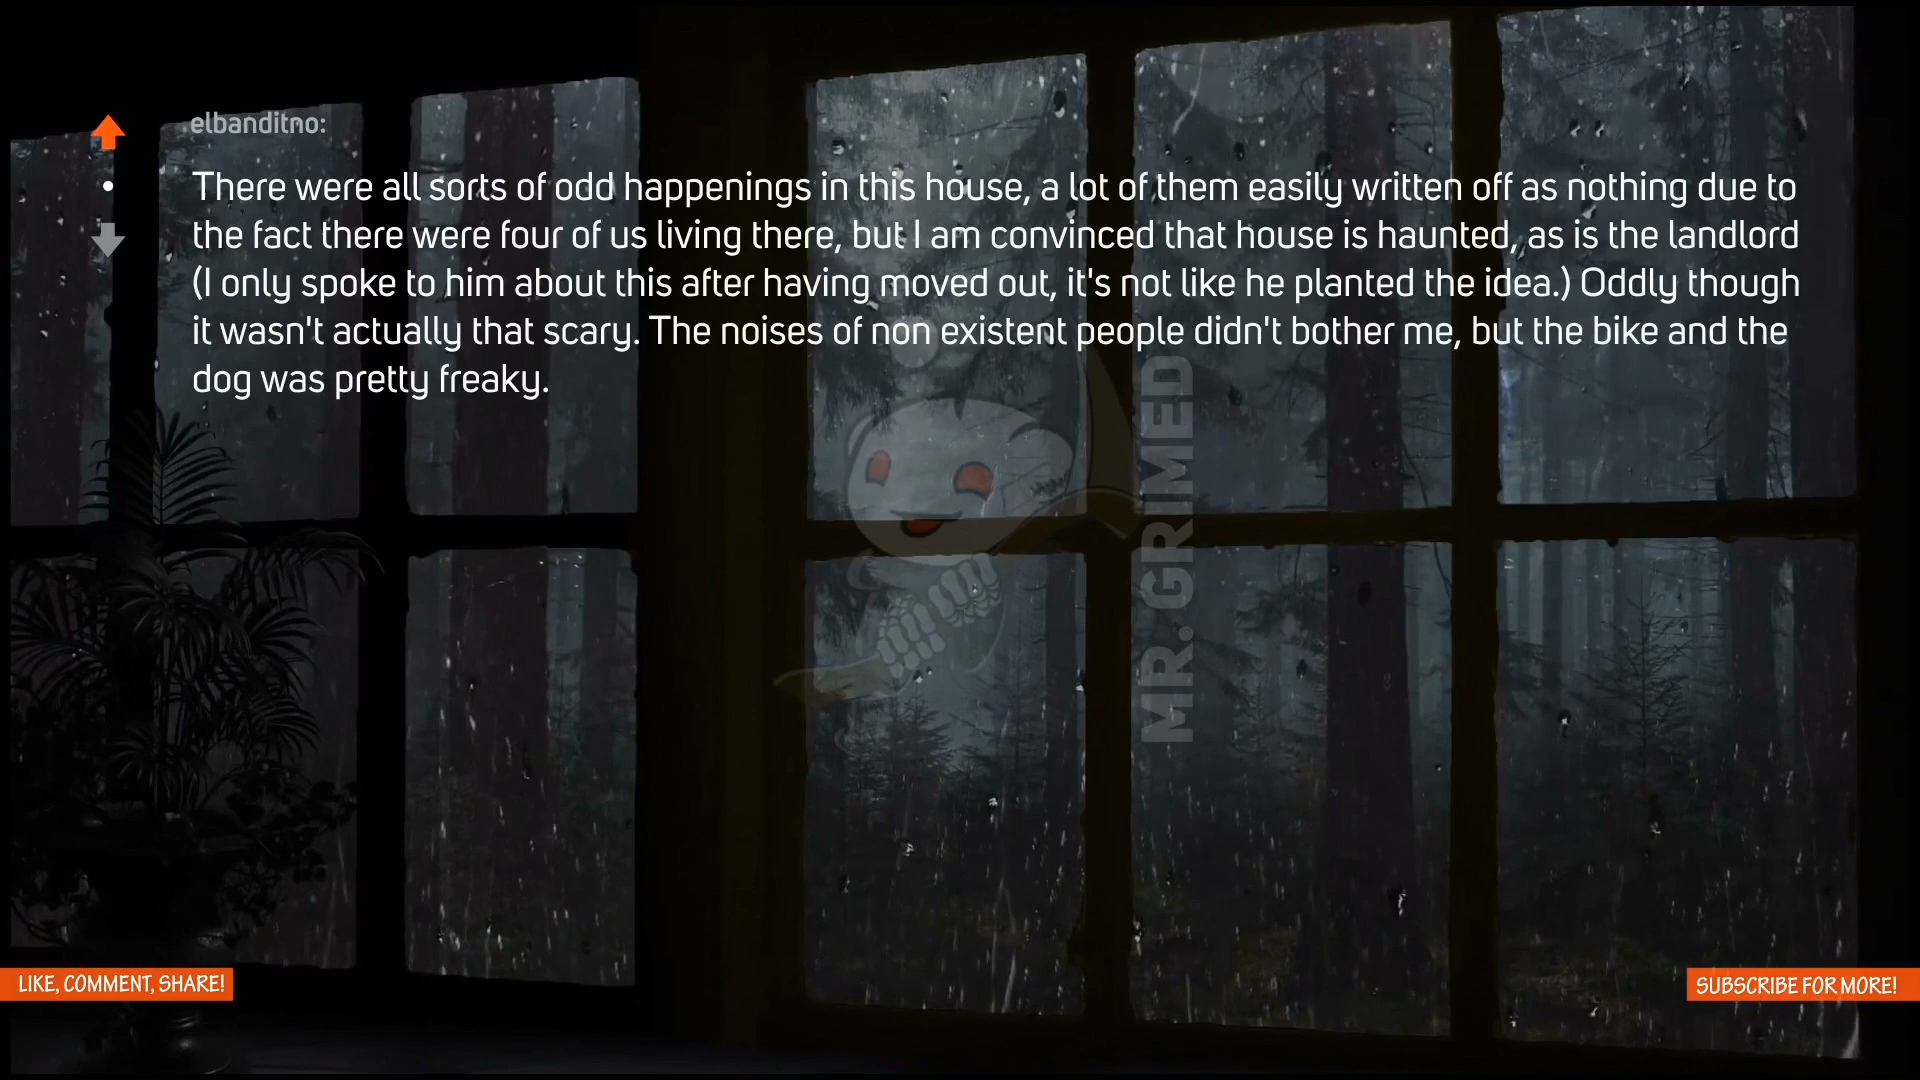 elbanditno:
There were all sorts of odd happenings in this house, a lot of them easily written off as nothing due to
the fact there were four of us living there, but I am convinced that house is haunted, as is the landlord
(I only spoke to him about this after having moved out, it's not like he planted the idea.) Oddly though
it wasn't actually that scary. The noises of non existent people didn't bother me, but the bike and the
dog was pretty freaky.
MR. GRIMED
LIKE, COMMENT, SHARE!
SUBSCRIBE FOR MORE!